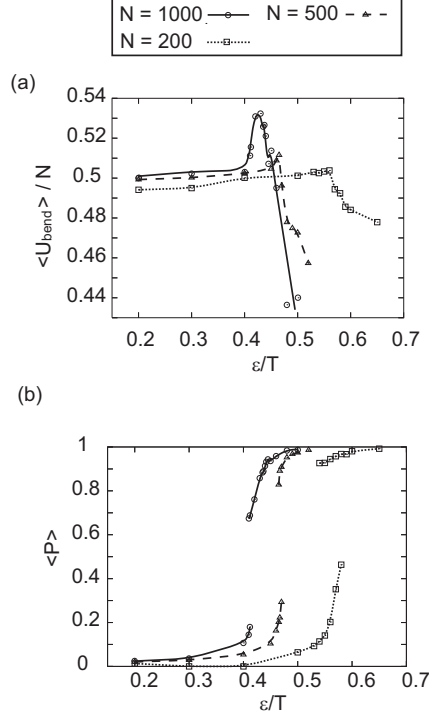 N = 1000 N = 500
N = 200
(a)
0.54
0.52
0.5
0.48
0.46
0.44
<U_bend> / N
0.2 0.3 0.4 0.5 0.6 0.7
ε/T
(b)
1
0.8
0.6
0.4
0.2
0
<P>
0.2 0.3 0.4 0.5 0.6 0.7
ε/T